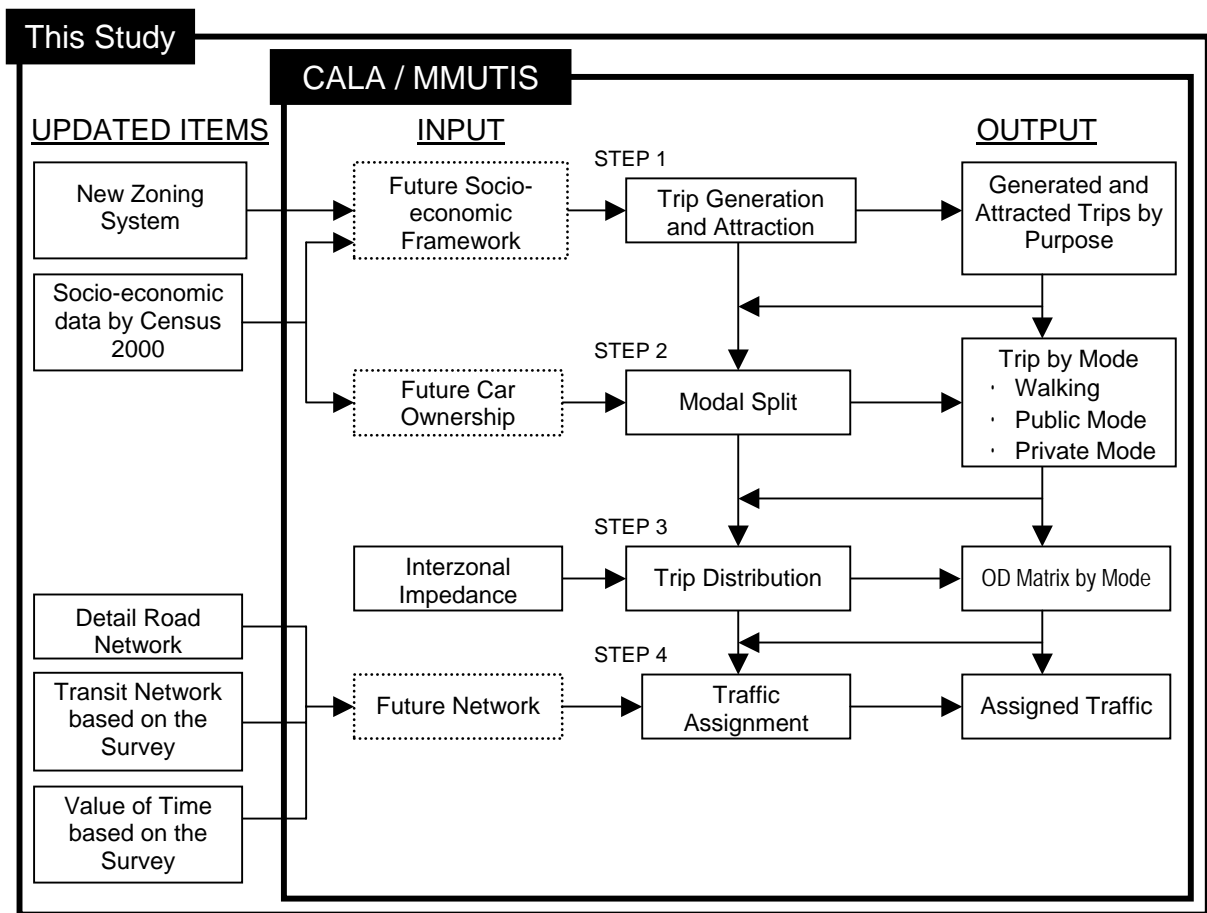 This Study
CALA / MMUTIS
UPDATED ITEMS
INPUT
OUTPUT
New Zoning
System
Future Socio-
economic
Framework
STEP 1
Trip Generation
and Attraction
Generated and
Attracted Trips by
Purpose
Socio-economic
data by Census
2000
Future Car
Ownership
STEP 2
Modal Split
Trip by Mode
· Walking
· Public Mode
· Private Mode
Interzonal
Impedance
STEP 3
Trip Distribution
OD Matrix by Mode
Detail Road
Network
Transit Network
based on the
Survey
Value of Time
based on the
Survey
Future Network
STEP 4
Traffic
Assignment
Assigned Traffic